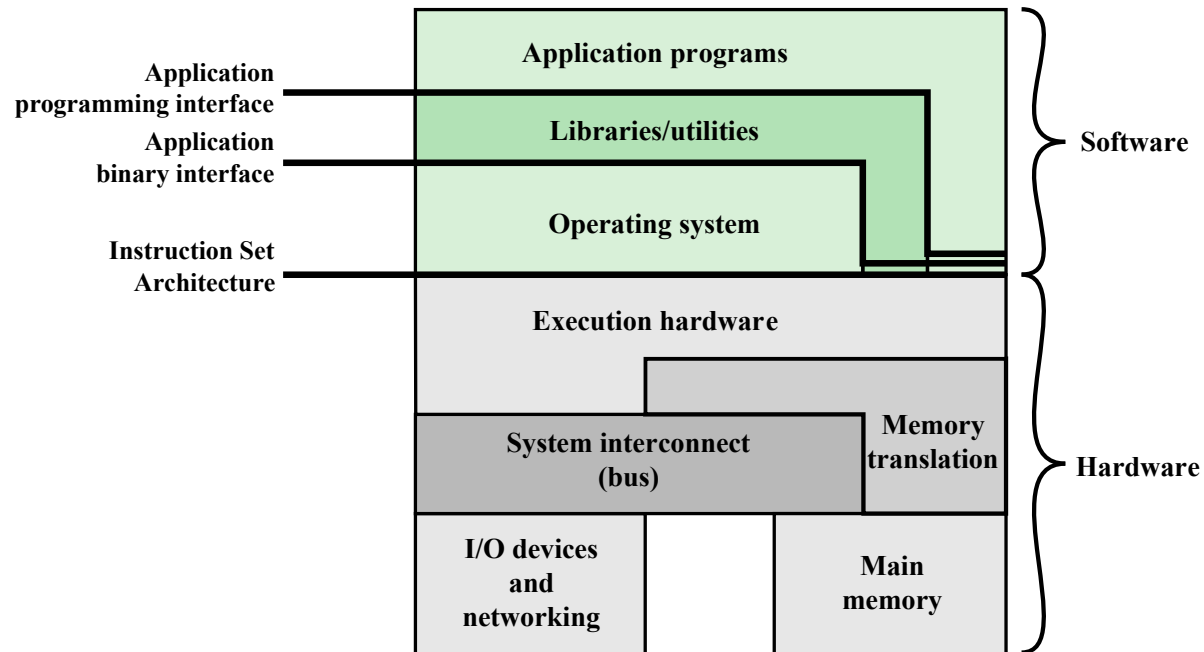 Application programs
Application
programming interface
Libraries/utilities
Application
binary interface
Software
Operating system
Instruction Set
Architecture
Execution hardware
Memory
translation
System interconnect
(bus)
Hardware
I/O devices
and
networking
Main
memory